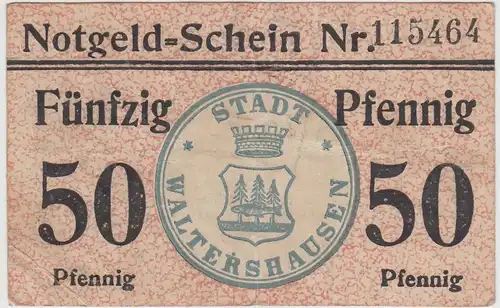 Notgeld-Schein Nr. 115464
Fünfzig Pfennig
STADT
WALTERSHAUSEN
50 50
Pfennig Pfennig